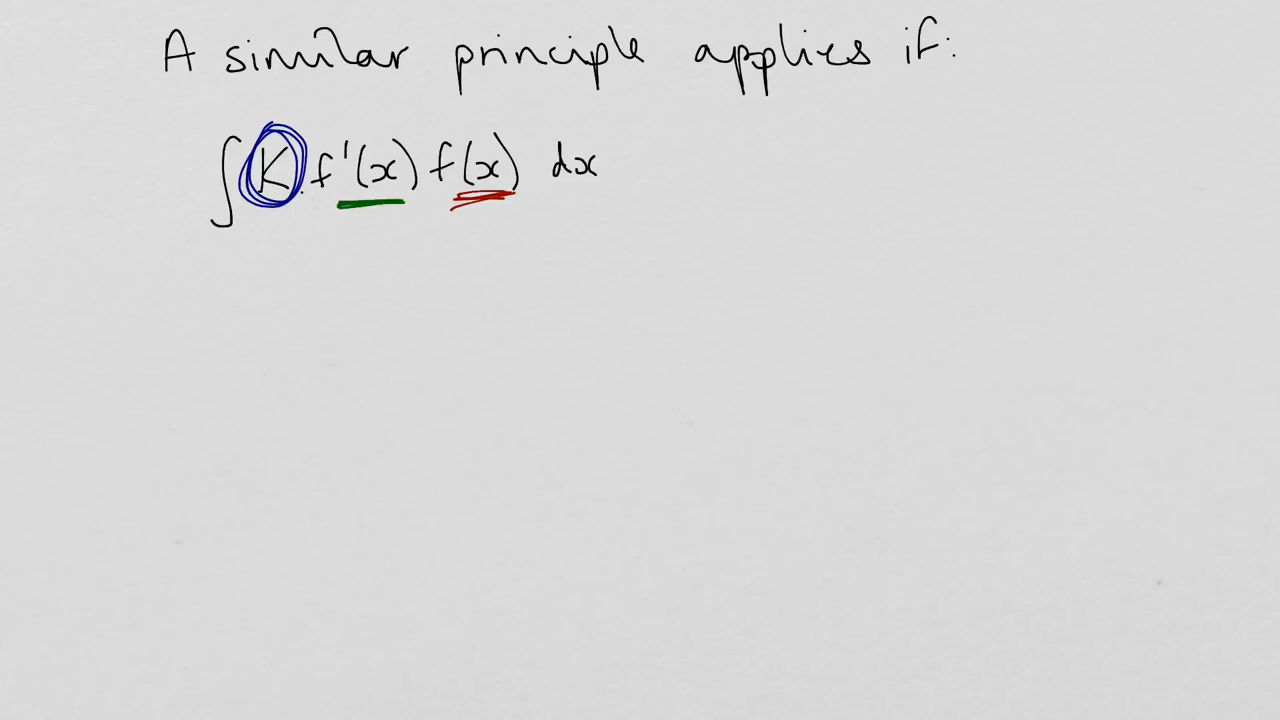 A similar principle applies if:
∫ K f'(x) f(x) dx